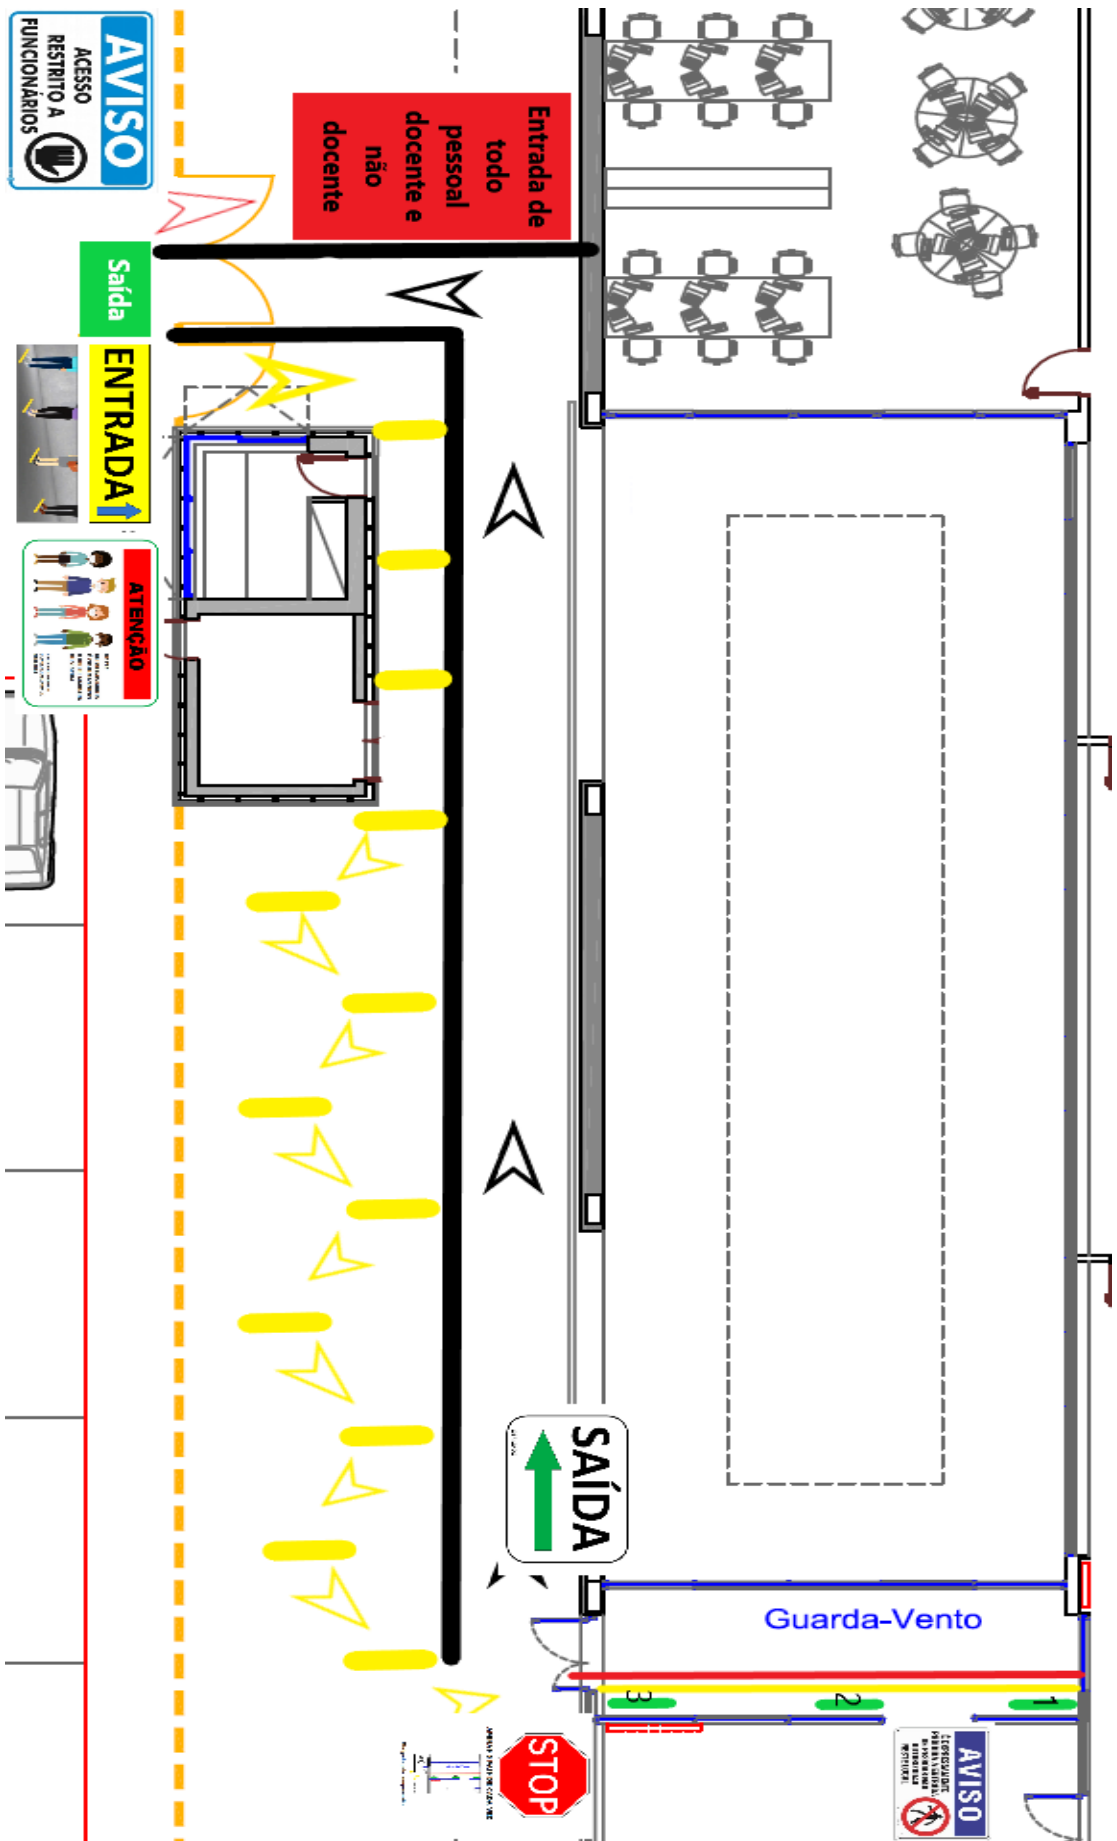 AVISO
ACESSO
RESTRITO A
FUNCIONÁRIOS
Entrada de
todo
pessoal
docente e
não
docente
Saída
ENTRADA
ATENÇÃO
SAÍDA
Guarda-Vento
1
2
3
STOP
AVISO